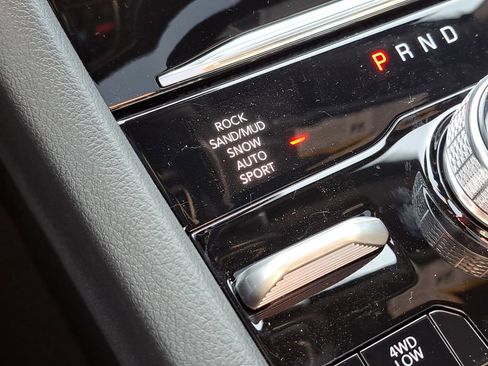 P R N D
ROCK
SAND/MUD
SNOW
AUTO
SPORT
4WD
LOW